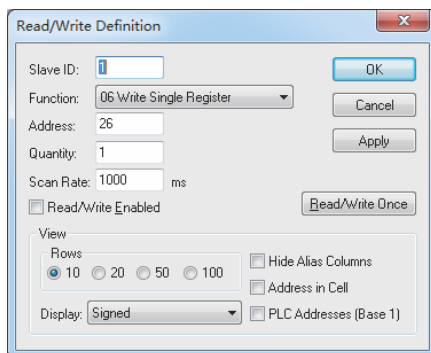 Read/Write Definition
Slave ID: 1
OK
Function: 06 Write Single Register
Cancel
Address: 26
Apply
Quantity: 1
Scan Rate: 1000 ms
Read/Write Enabled
Read/Write Once
View
Rows
10 20 50 100
Hide Alias Columns
Address in Cell
Display: Signed
PLC Addresses (Base 1)